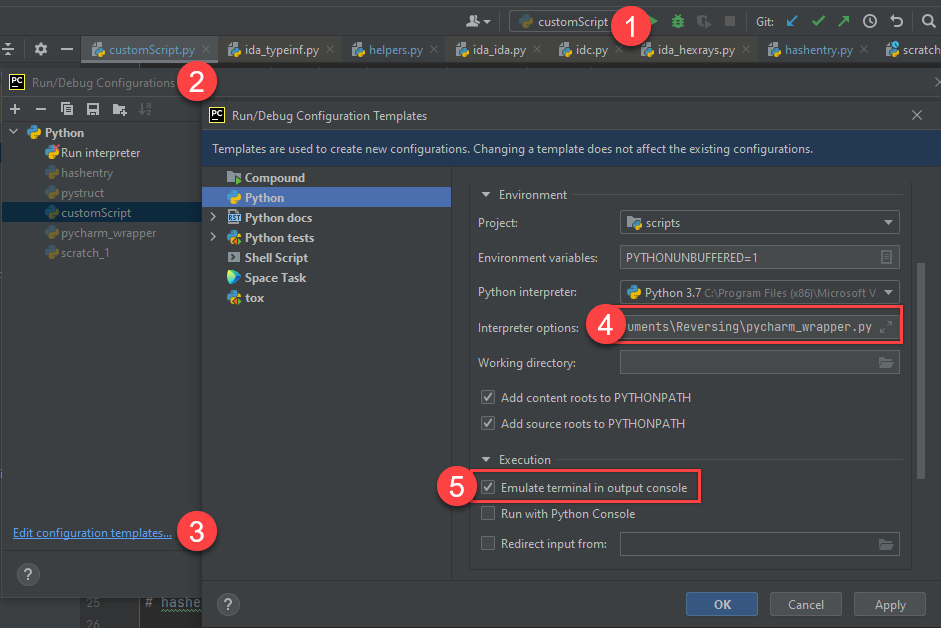 customScript
1
Git:
customScript.py
ida_typeinf.py
helpers.py
ida_ida.py
idc.py
ida_hexrays.py
hashentry.py
scratch
PC
Run/Debug Configurations
2
Python
Run interpreter
hashentry
pystruct
customScript
pycharm_wrapper
scratch_1
Edit configuration templates...
3
?
PC
Run/Debug Configuration Templates
Templates are used to create new configurations. Changing a template does not affect the existing configurations.
Compound
Python
RST
Python docs
Python tests
Shell Script
Space Task
tox
Environment
Project:
scripts
Environment variables:
PYTHONUNBUFFERED=1
Python interpreter:
Python 3.7 C:\Program Files (x86)\Microsoft V
Interpreter options:
4
uments\Reversing\pycharm_wrapper.py
Working directory:
Add content roots to PYTHONPATH
Add source roots to PYTHONPATH
Execution
5
Emulate terminal in output console
Run with Python Console
Redirect input from:
?
OK
Cancel
Apply
25
# hashe
26